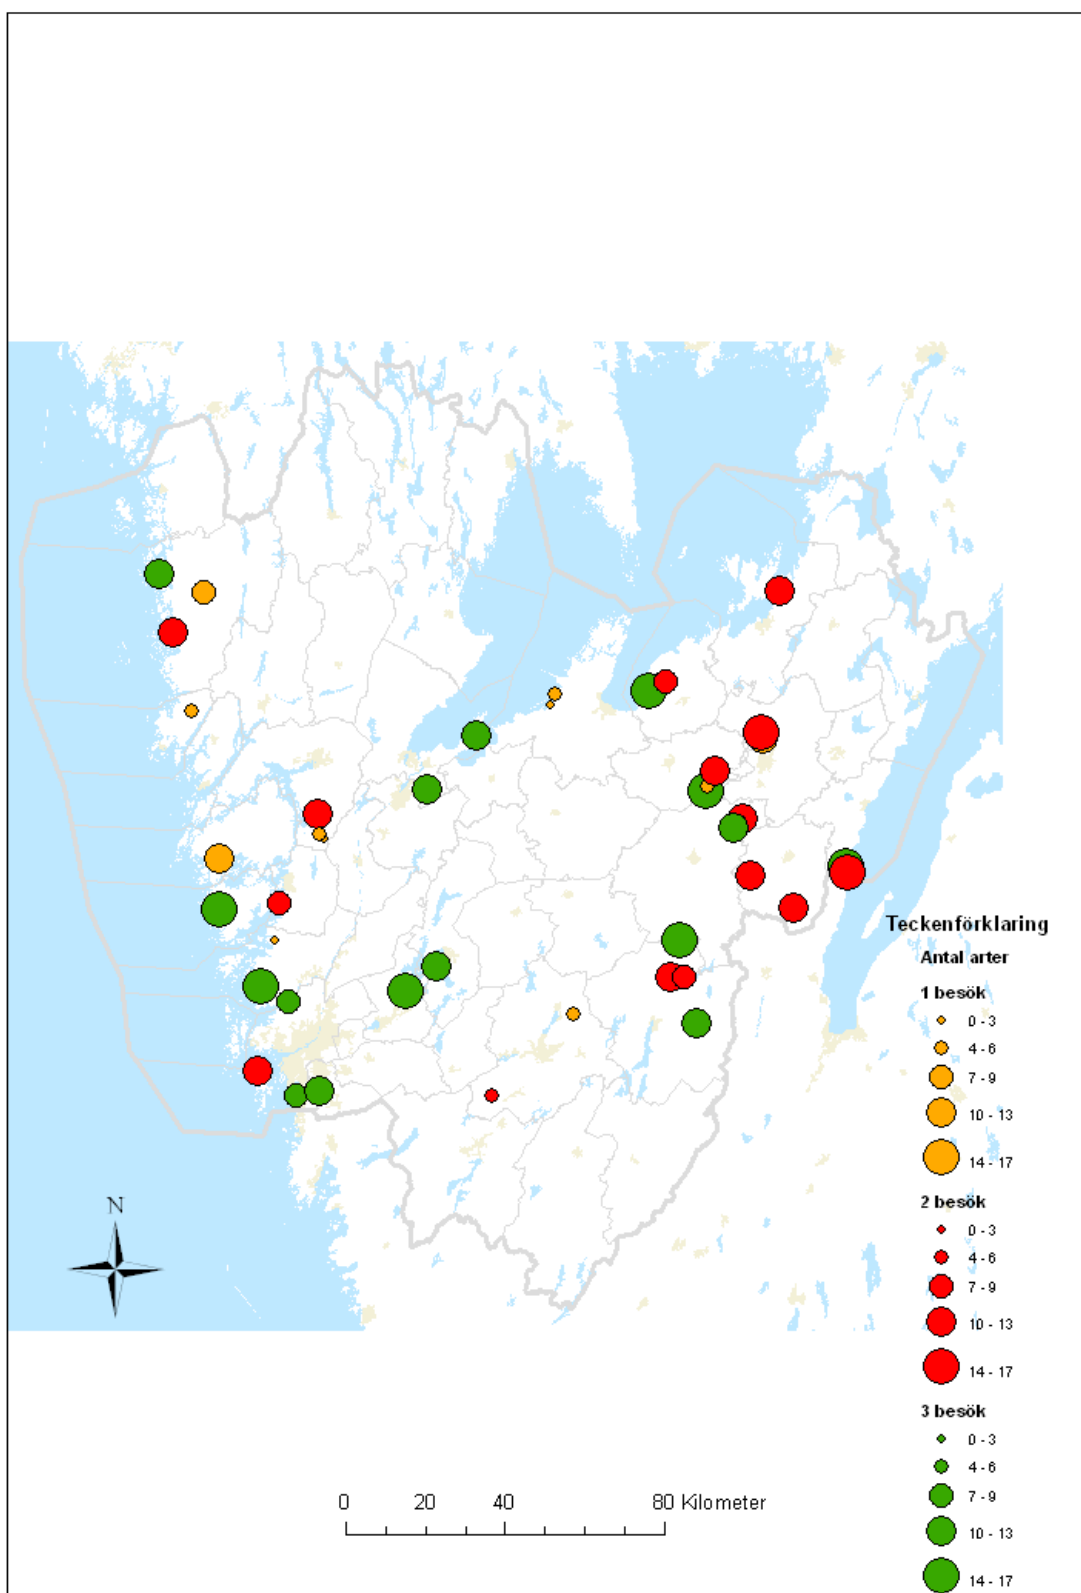 Teckenförklaring
Antal arter
1 besök
0 - 3
4 - 6
7 - 9
10 - 13
14 - 17
2 besök
0 - 3
4 - 6
7 - 9
10 - 13
14 - 17
3 besök
0 - 3
4 - 6
7 - 9
10 - 13
14 - 17
N
0 20 40 80 Kilometer